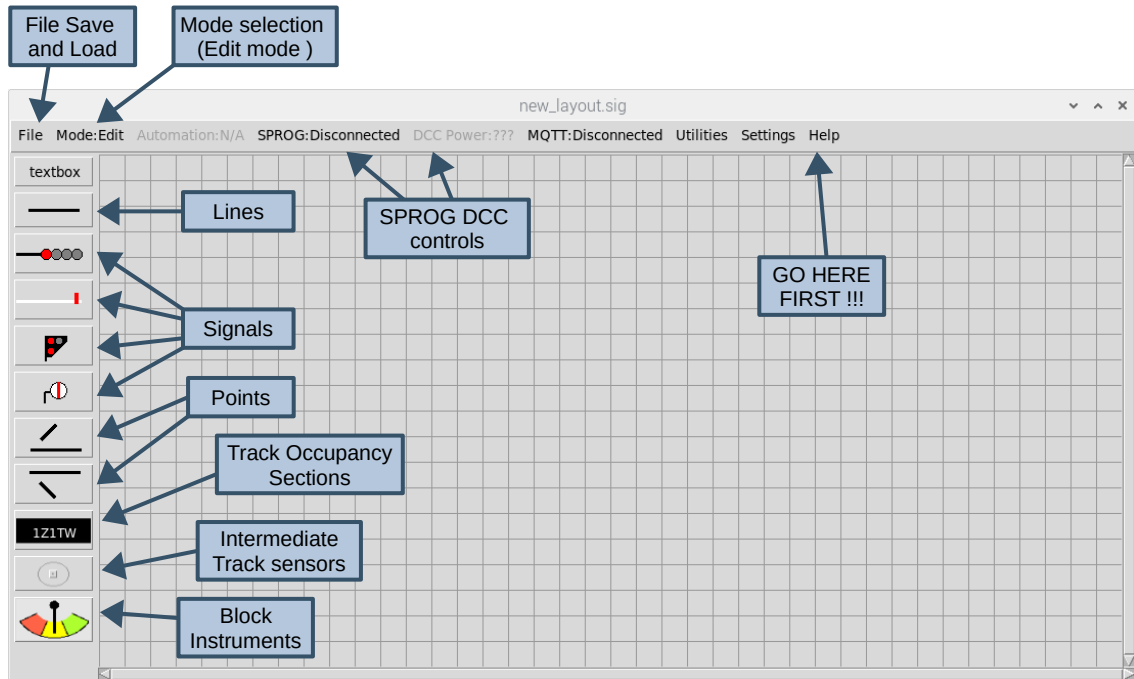 File Save
and Load
Mode selection
(Edit mode )
new_layout.sig
File Mode:Edit Automation:N/A SPROG:Disconnected DCC Power:??? MQTT:Disconnected Utilities Settings Help
textbox
Lines
SPROG DCC
controls
GO HERE
FIRST !!!
Signals
Points
Track Occupancy
Sections
1Z1TW
Intermediate
Track sensors
Block
Instruments